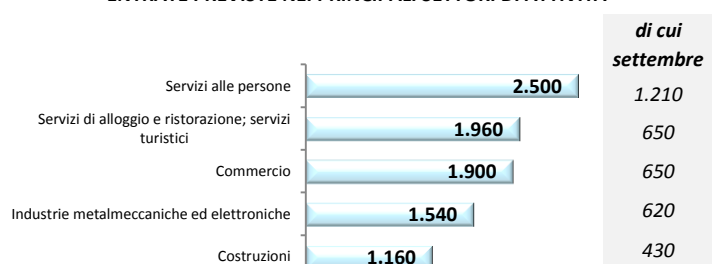 di cui
settembre
Servizi alle persone 2.500 1.210
Servizi di alloggio e ristorazione; servizi
turistici 1.960 650
Commercio 1.900 650
Industrie metalmeccaniche ed elettroniche 1.540 620
Costruzioni 1.160 430